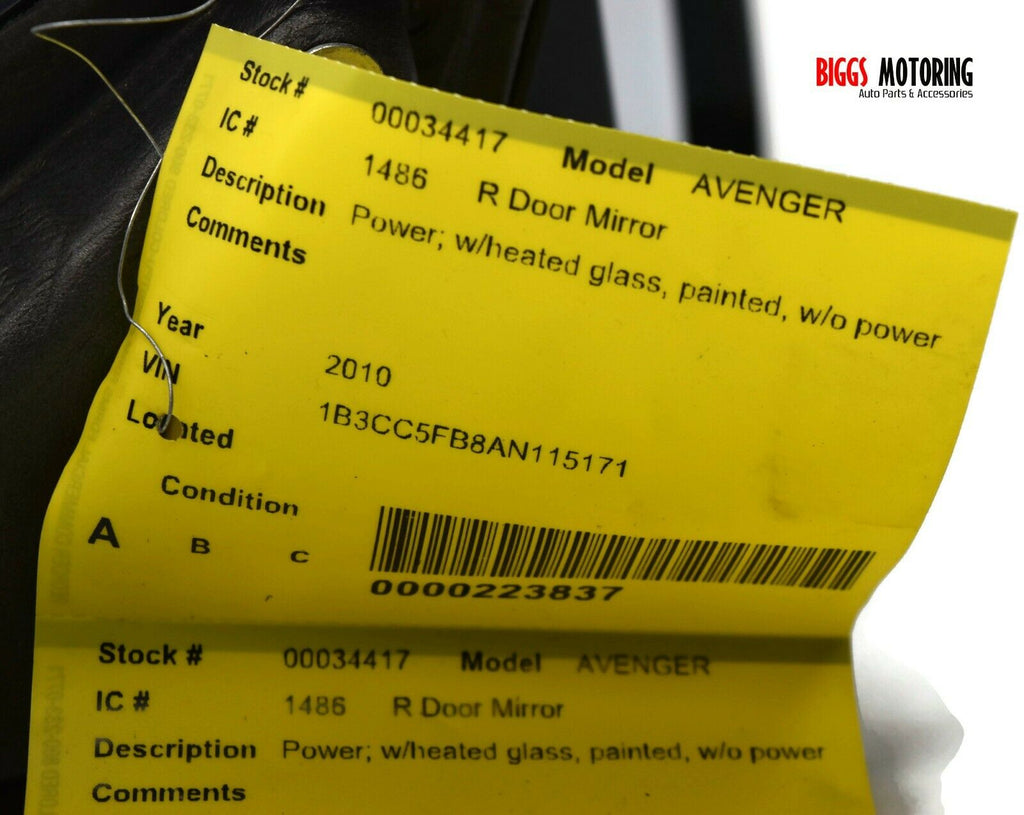 BIGGS MOTORING
Auto Parts & Accessories
Stock # 00034417 Model AVENGER
IC # 1486 R Door Mirror
Description Power; w/heated glass, painted, w/o power
Comments
Year 2010
VIN 1B3CC5FB8AN115171
Located
Condition
A B C
0000223837
Stock # 00034417 Model AVENGER
IC # 1486 R Door Mirror
Description Power; w/heated glass, painted, w/o power
Comments